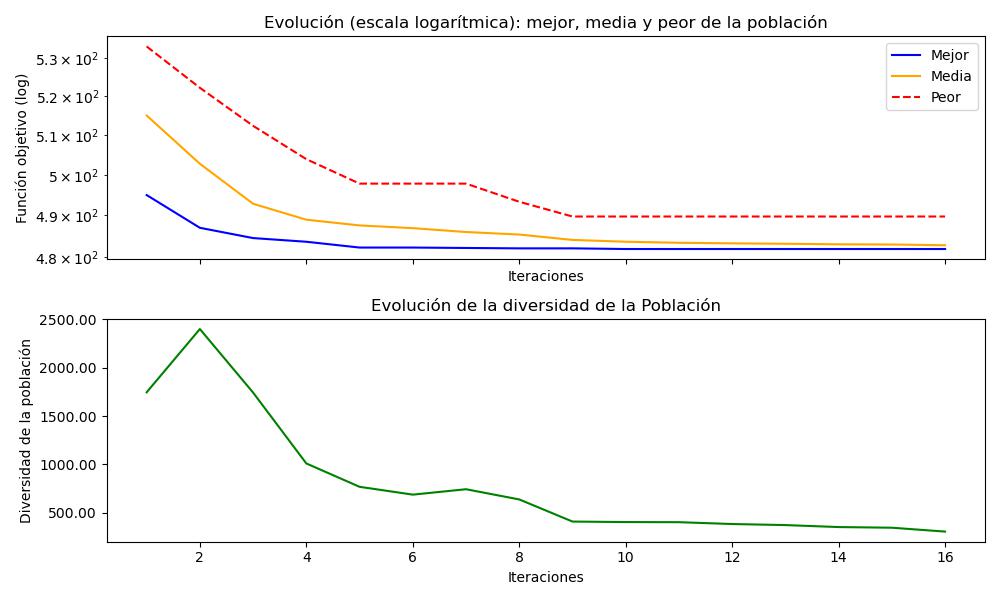 Evolución (escala logarítmica): mejor, media y peor de la población
Función objetivo (log)
5.3 × 10²
5.2 × 10²
5.1 × 10²
5 × 10²
4.9 × 10²
4.8 × 10²
Mejor
Media
Peor
Iteraciones
Evolución de la diversidad de la Población
Diversidad de la población
2500.00
2000.00
1500.00
1000.00
500.00
2 4 6 8 10 12 14 16
Iteraciones